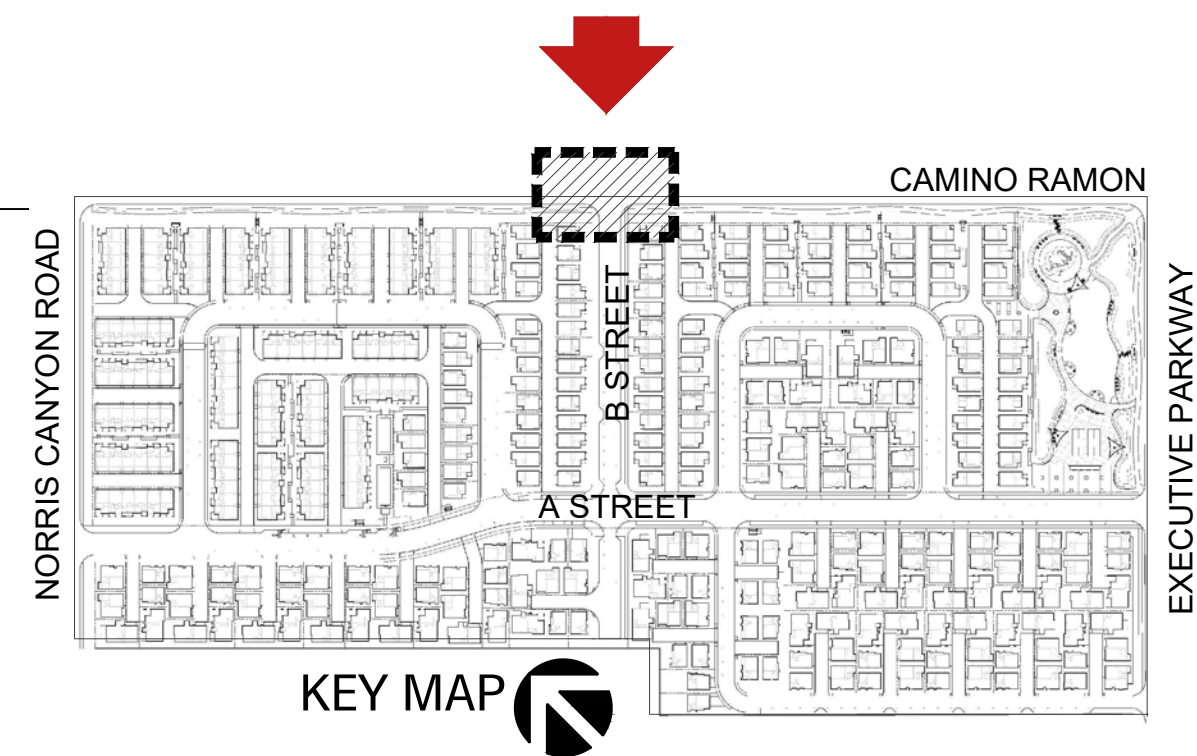 CAMINO RAMON
NORRIS CANYON ROAD
B STREET
EXECUTIVE PARKWAY
A STREET
KEY MAP